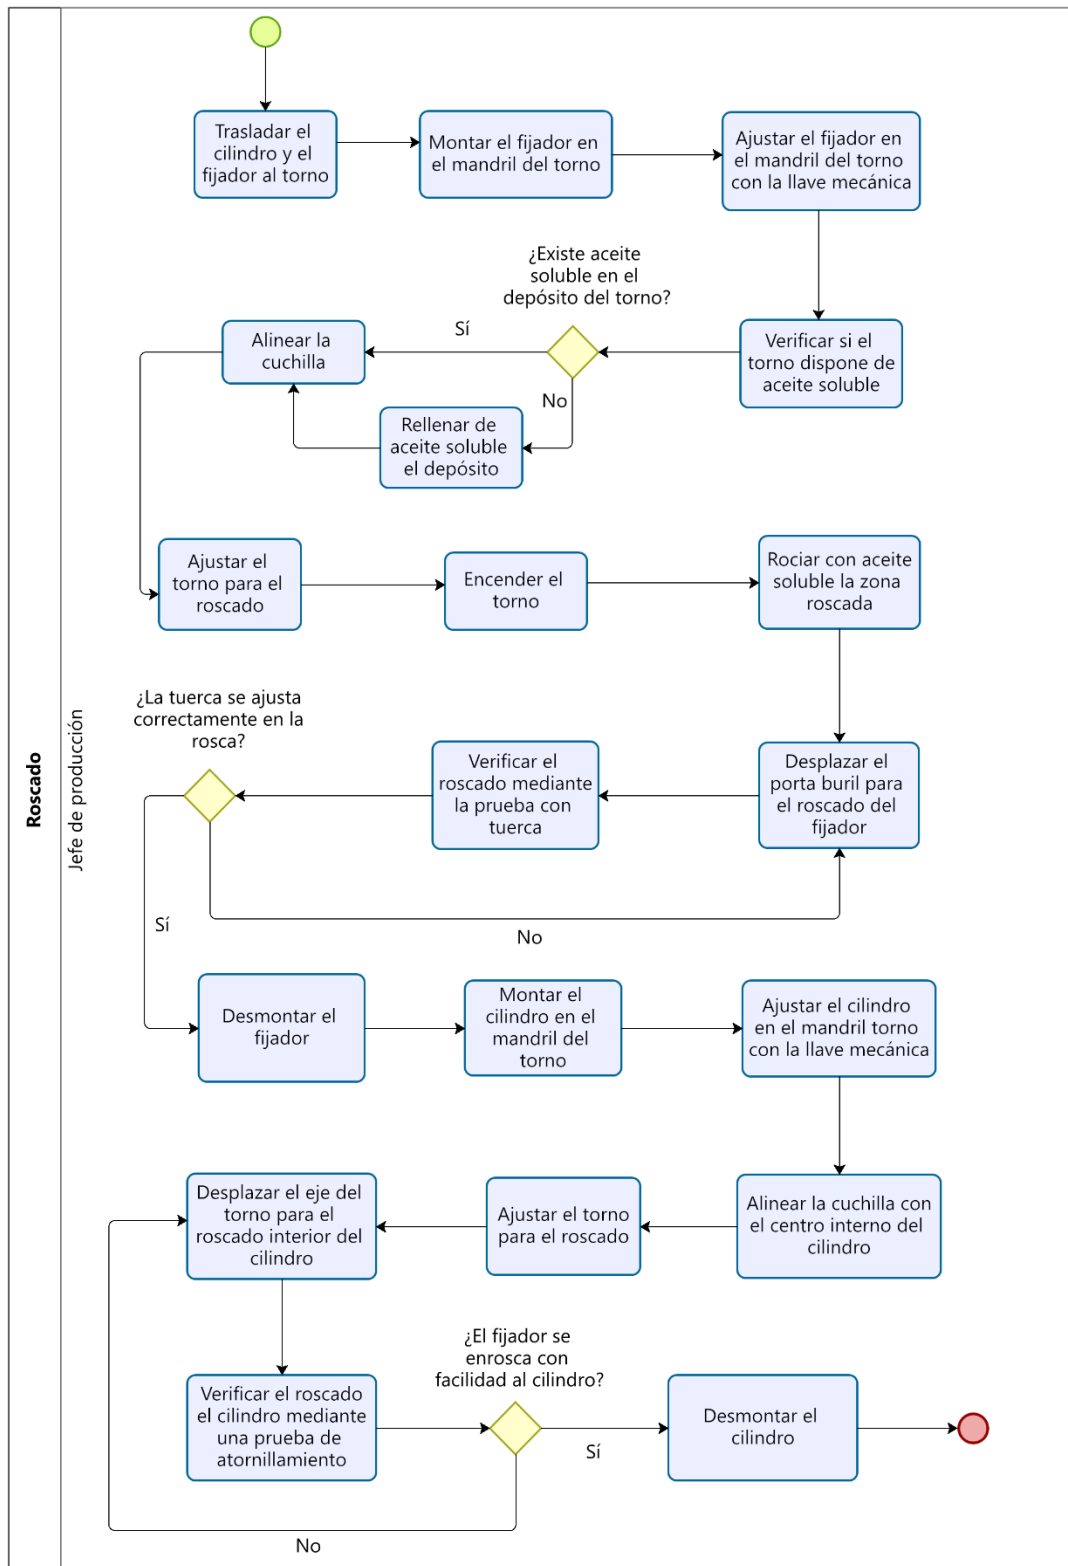 Roscado
Jefe de producción
Trasladar el
cilindro y el
fijador al torno
Montar el fijador en
el mandril del torno
Ajustar el fijador en
el mandril del torno
con la llave mecánica
¿Existe aceite
soluble en el
depósito del torno?
Verificar si el
torno dispone de
aceite soluble
Sí
Alinear la
cuchilla
No
Rellenar de
aceite soluble
el depósito
Ajustar el
torno para el
roscado
Encender el
torno
Rociar con aceite
soluble la zona
roscada
Desplazar el
porta buril para
el roscado del
fijador
Verificar el
roscado mediante
la prueba con
tuerca
¿La tuerca se ajusta
correctamente en la
rosca?
Sí
No
Desmontar el
fijador
Montar el
cilindro en el
mandril del
torno
Ajustar el cilindro
en el mandril torno
con la llave mecánica
Alinear la cuchilla con
el centro interno del
cilindro
Ajustar el torno
para el roscado
Desplazar el eje del
torno para el
roscado interior del
cilindro
Verificar el roscado
el cilindro mediante
una prueba de
atornillamiento
¿El fijador se
enrosca con
facilidad al cilindro?
Sí
No
Desmontar el
cilindro